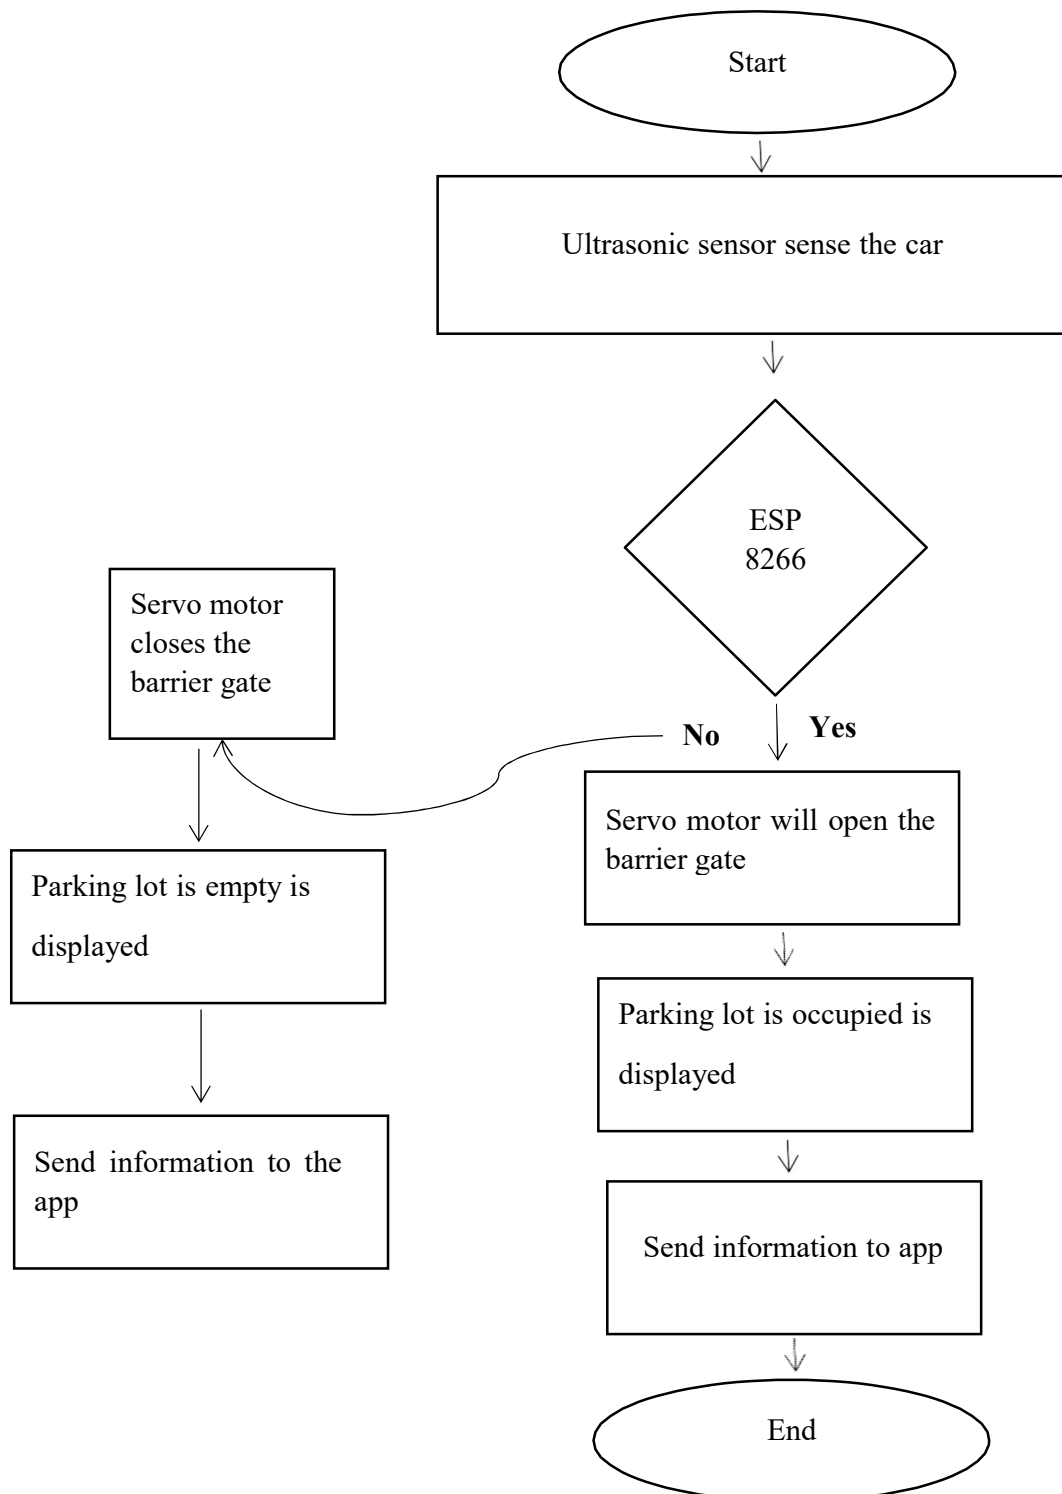 Start
Ultrasonic sensor sense the car
ESP
8266
No
Yes
Servo motor
closes the
barrier gate
Servo motor will open the
barrier gate
Parking lot is empty is
displayed
Parking lot is occupied is
displayed
Send information to the
app
Send information to app
End